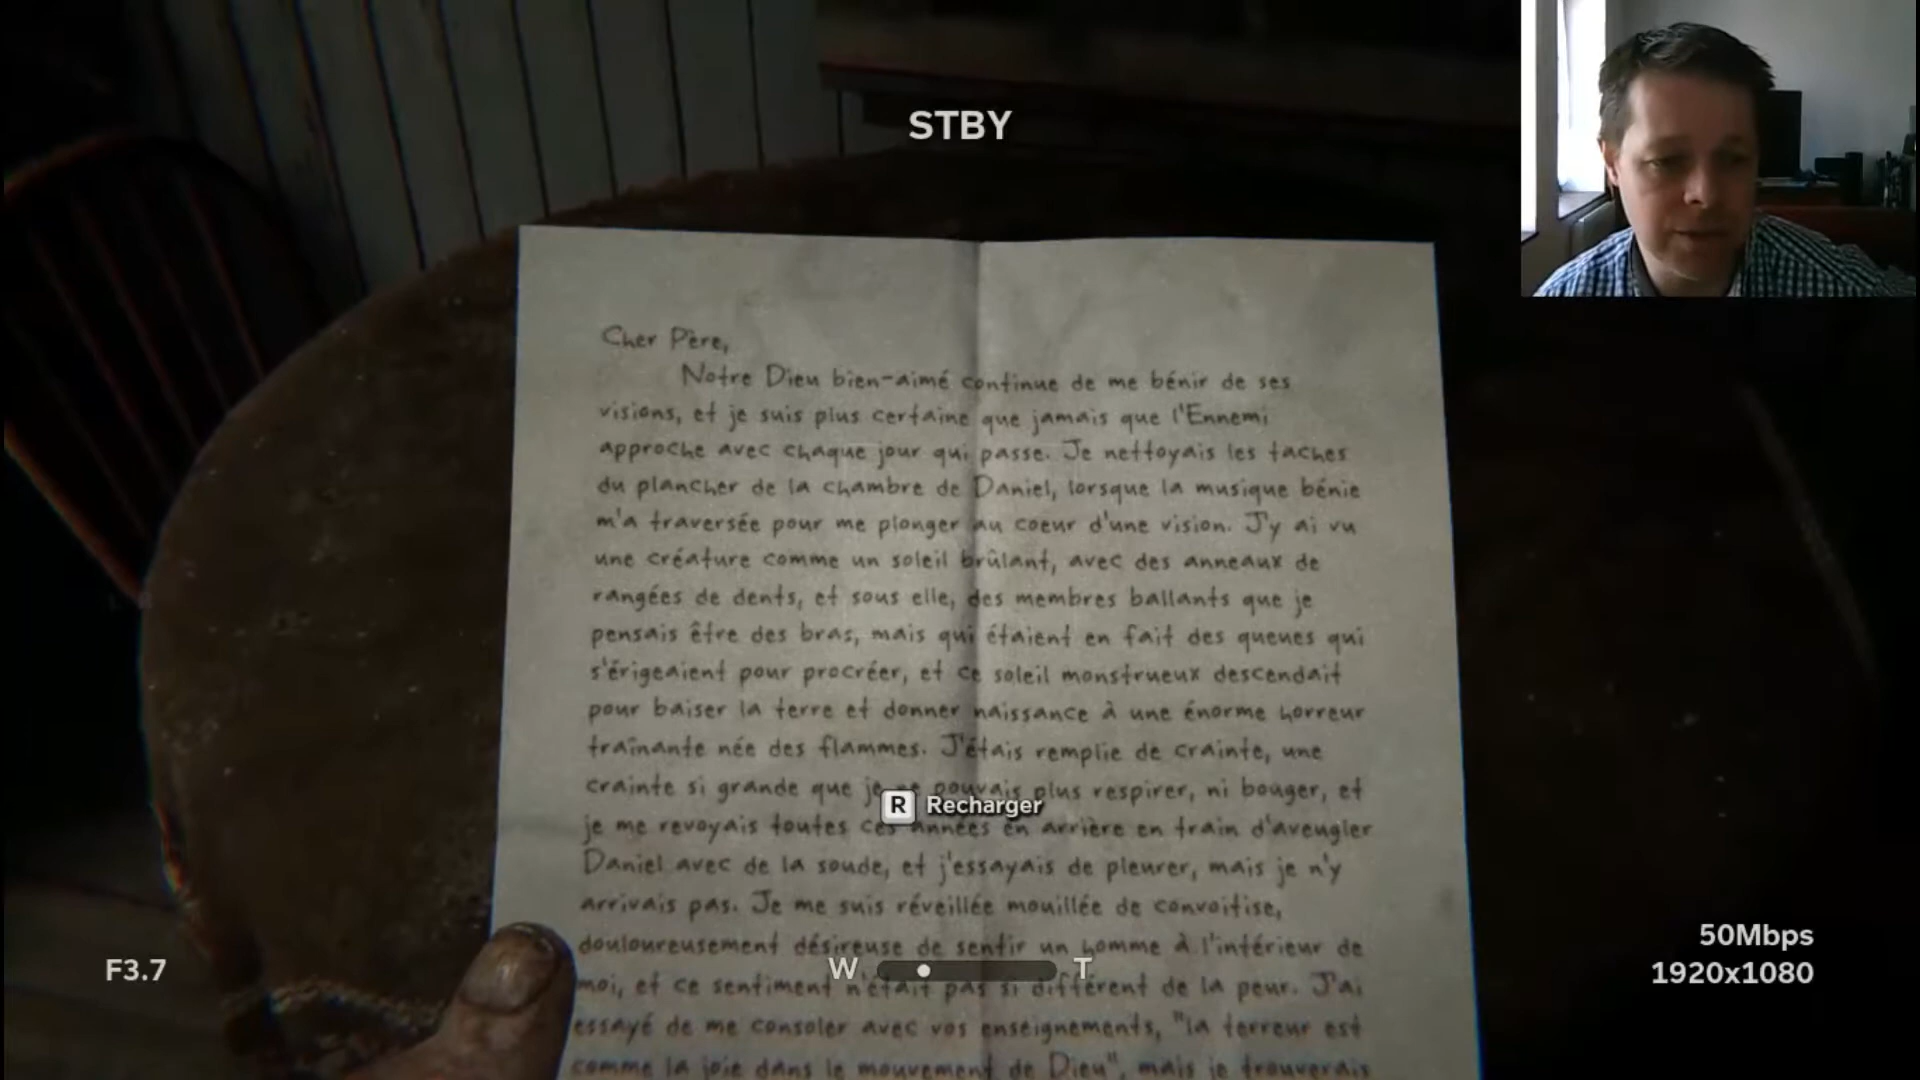 STBY
Cher Père,
Notre Dieu bien-aimé continue de me bénir de ses
visions, et je suis plus certaine que jamais que l'Ennemi
approche avec chaque jour qui passe. Je nettoyais les taches
du plancher de la chambre de Daniel, lorsque la musique bénie
m'a traversée pour me plonger au coeur d'une vision. J'y ai vu
une créature comme un soleil brûlant, avec des anneaux de
rangées de dents, et sous elle, des membres ballants que je
pensais être des bras, mais qui étaient en fait des queues qui
s'érigeaient pour procréer, et ce soleil monstrueux descendait
pour baiser la terre et donner naissance à une énorme horreur
traînante née des flammes. J'étais remplie de crainte, une
crainte si grande que je ne pouvais plus respirer, ni bouger, et
R Recharger
je me revoyais toutes ces années en arrière en train d'aveugler
Daniel avec de la soude, et j'essayais de pleurer, mais je n'y
arrivais pas. Je me suis réveillée mouillée de convoitise,
douloureusement désireuse de sentir un homme à l'intérieur de
moi, et ce sentiment n'était pas si différent de la peur. J'ai
essayé de me consoler avec vos enseignements, "la terreur est
comme la joie dans le mouvement de Dieu", mais je trouverais
F3.7
W T
50Mbps
1920x1080